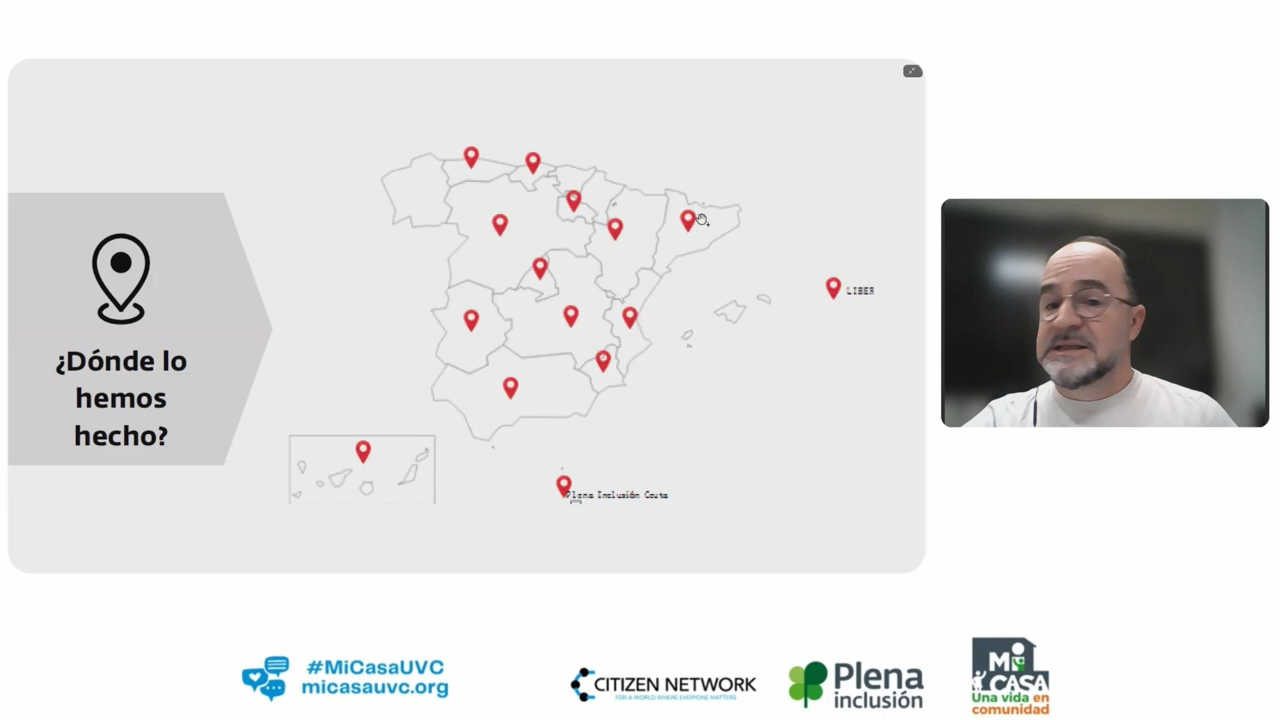 ¿Dónde lo
hemos
hecho?
LIBER
Plena Inclusión Ceuta
#MiCasaUVC
micasauvc.org
CITIZEN NETWORK
FOR A WORLD WHERE EVERYONE MATTERS
Plena
inclusión
Mi
CASA
Una vida en
comunidad